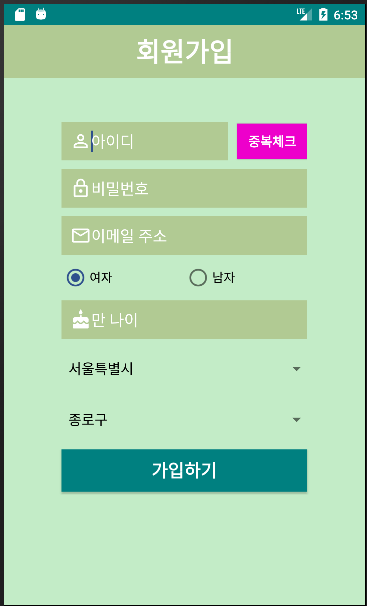 LTE 6:53
회원가입
아이디 중복체크
비밀번호
이메일 주소
여자 남자
만 나이
서울특별시
종로구
가입하기